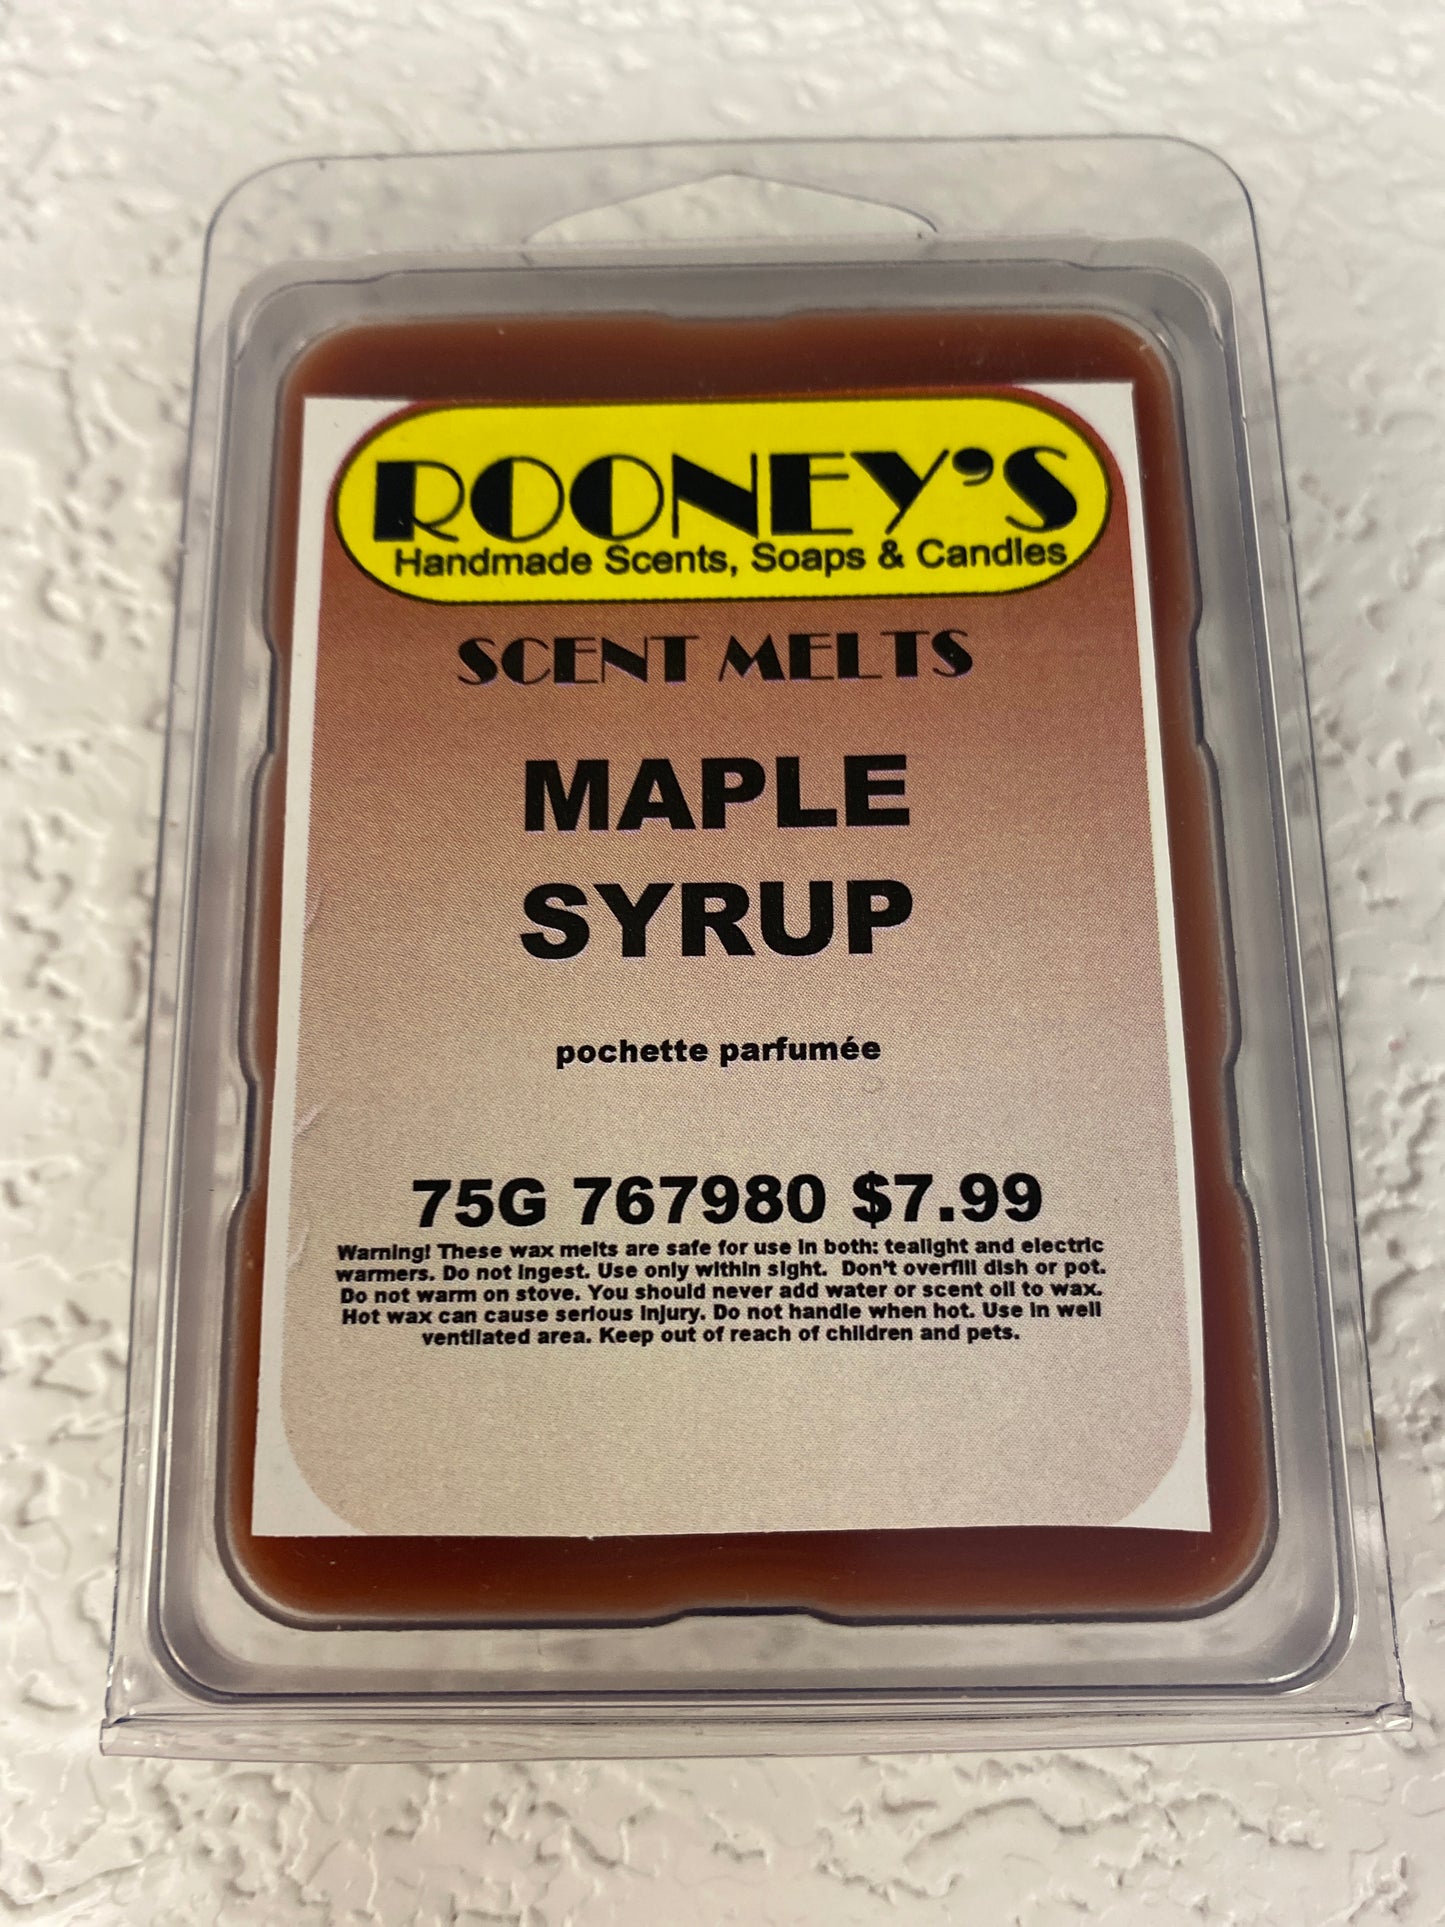 ROONEY'S
Handmade Scents, Soaps & Candles
SCENT MELTS
MAPLE
SYRUP
pochette parfumée
75G 767980 $7.99
Warning! These wax melts are safe for use in both: tealight and electric
warmers. Do not ingest. Use only within sight. Don't overfill dish or pot.
Do not warm on stove. You should never add water or scent oil to wax.
Hot wax can cause serious injury. Do not handle when hot. Use in well
ventilated area. Keep out of reach of children and pets.